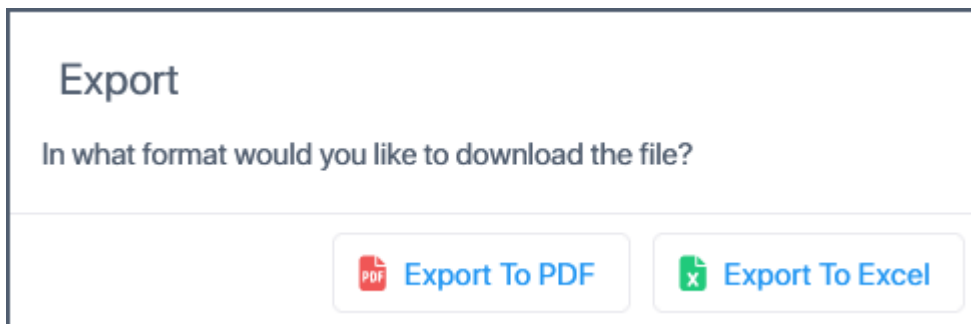 Export
In what format would you like to download the file?
PDF Export To PDF
X Export To Excel